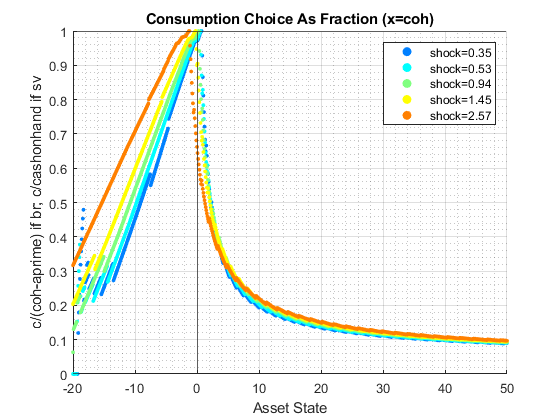 Consumption Choice As Fraction (x=coh)
c/(coh-aprime) if br, c/cashonhand if sv
1
0.9
0.8
0.7
0.6
0.5
0.4
0.3
0.2
0.1
0
shock=0.35
shock=0.53
shock=0.94
shock=1.45
shock=2.57
-20 -10 0 10 20 30 40 50
Asset State